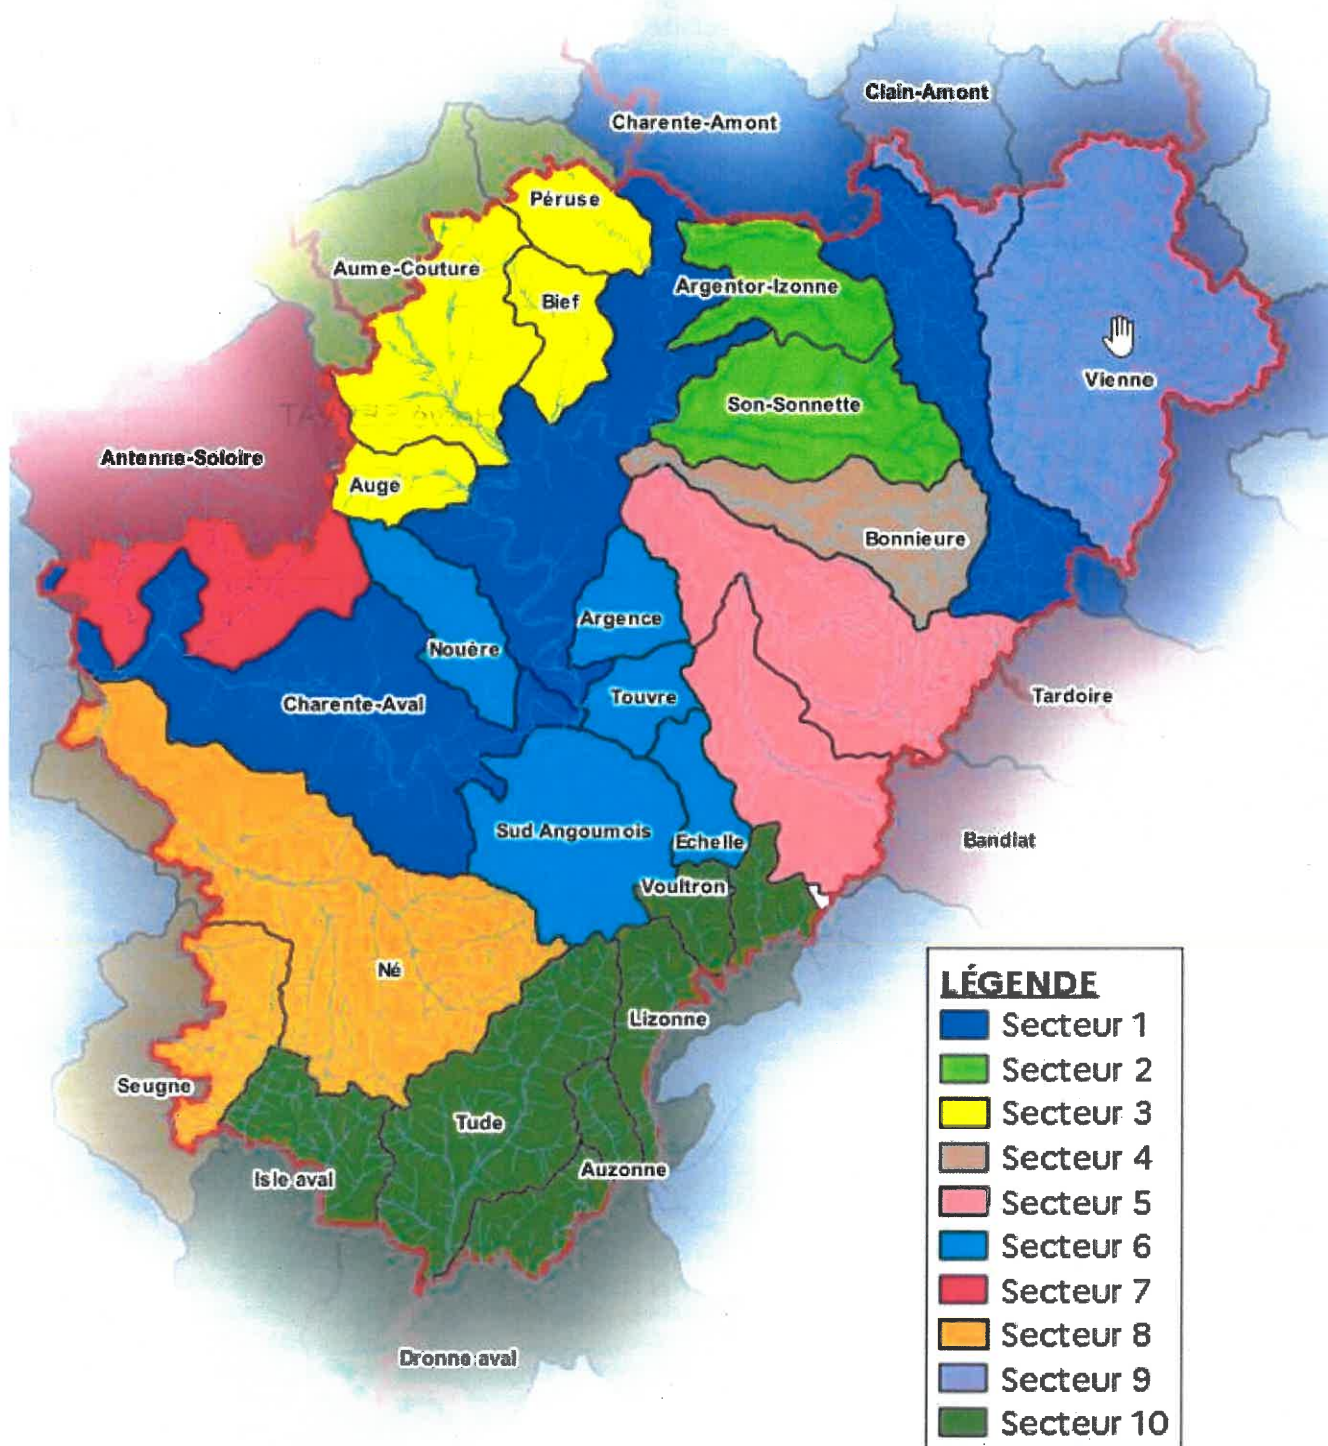 Clain-Amont
Charente-Amont
Péruse
Aume-Couture
Bief
Argentor-Izonne
Vienne
Son-Sonnette
Antenne-Soloire
Auge
Bonnieure
Argence
Nouère
Touvre
Tardoire
Charente-Aval
Sud Angoumois
Echelle
Bandiat
Voultron
Né
Lizonne
Seugne
Tude
Auzonne
Isle aval
Dronne aval
LÉGENDE
Secteur 1
Secteur 2
Secteur 3
Secteur 4
Secteur 5
Secteur 6
Secteur 7
Secteur 8
Secteur 9
Secteur 10